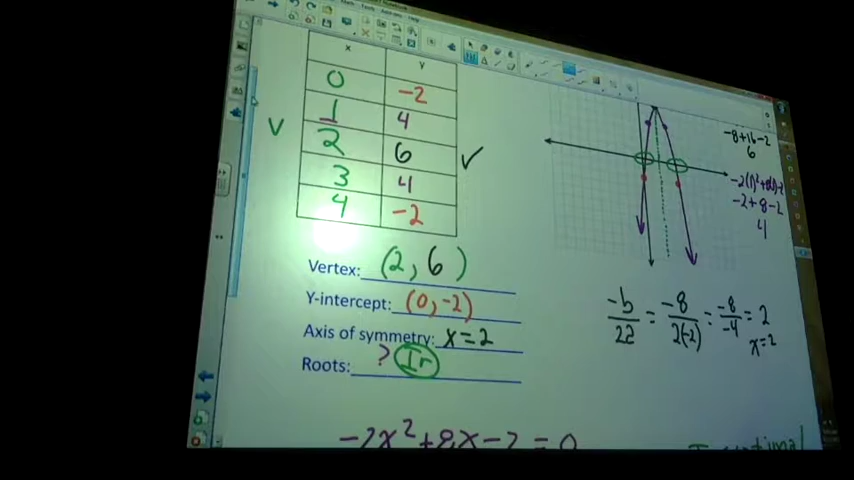 x y
0 -2
1 4
V 2 6 ✓
3 4
4 -2
-8+16-2
6
-2+8-2
4
Vertex: (2, 6)
Y-intercept: (0, -2)
Axis of symmetry: x=2
Roots: ? Ir
-b/22 = -8/2(-2) = -8/-4 = 2
x=2
-2x²+8x-2 = 0